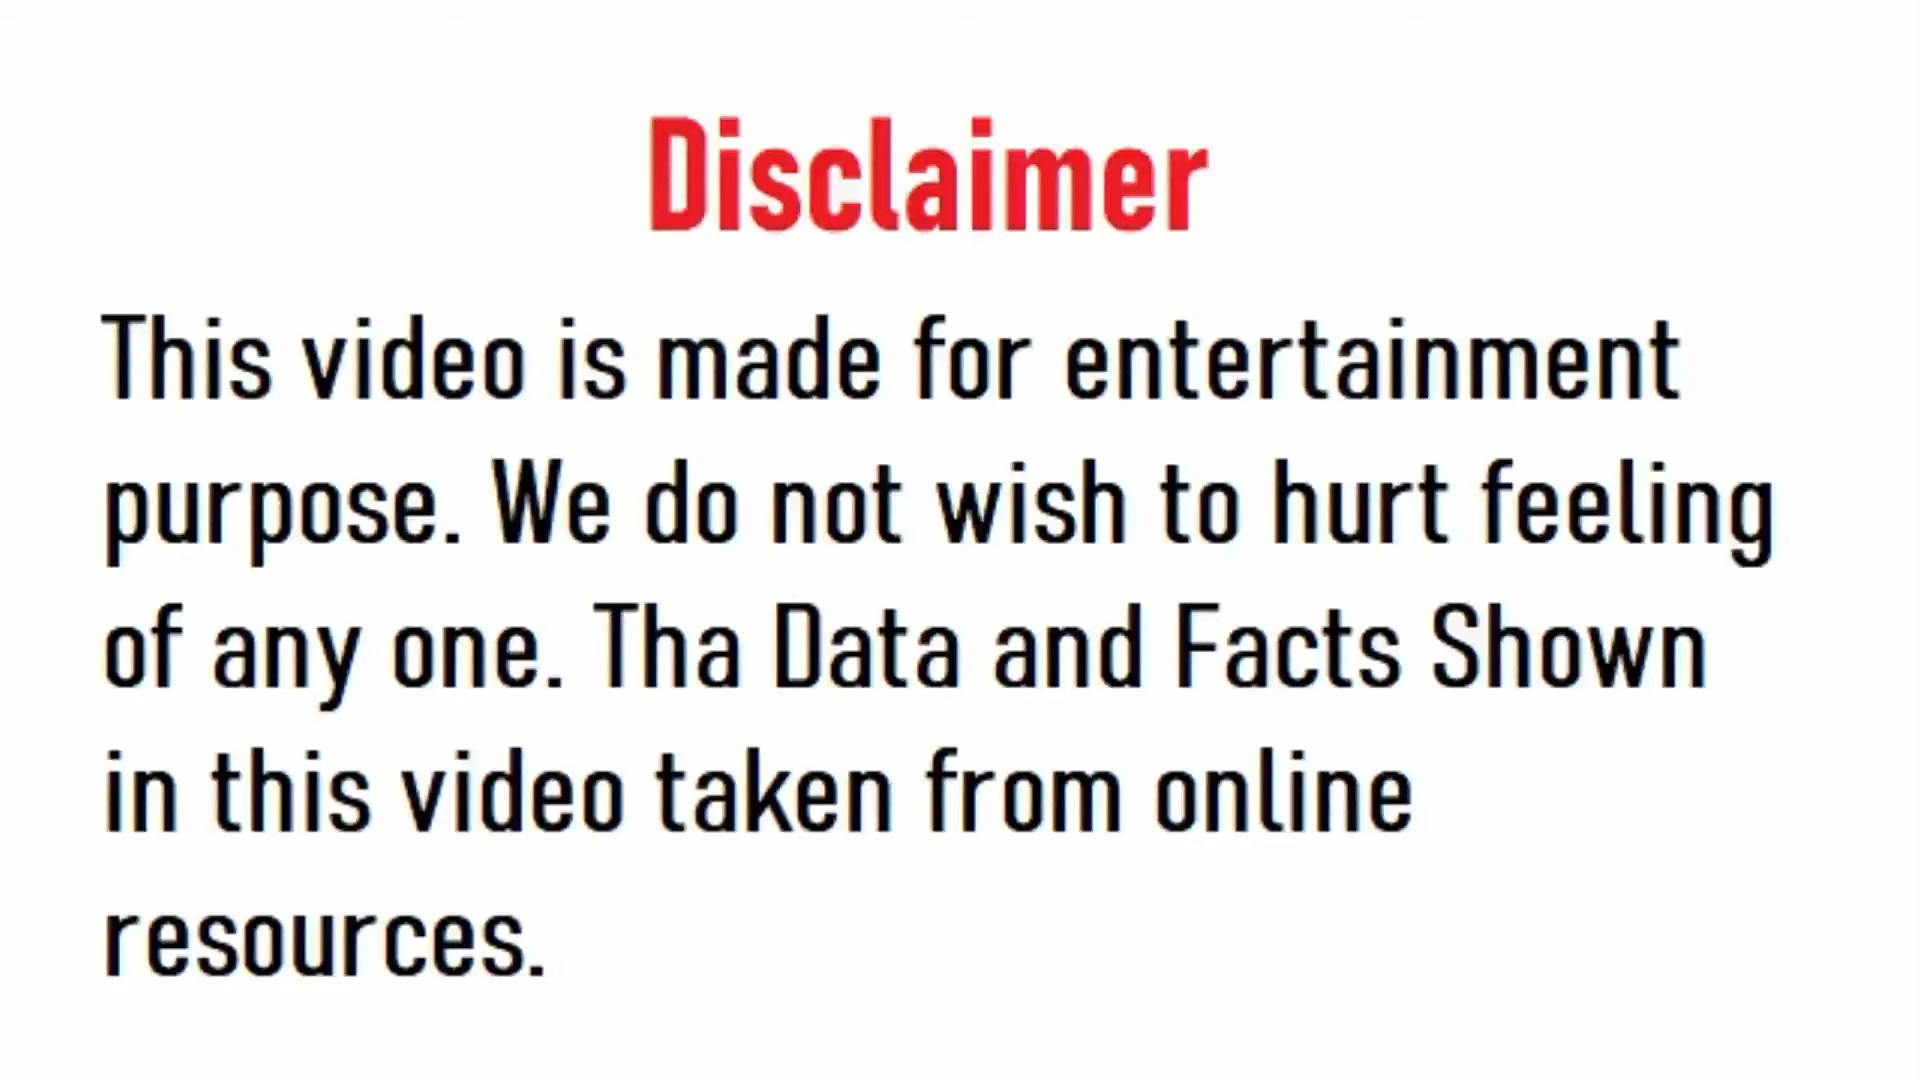 Disclaimer
This video is made for entertainment
purpose. We do not wish to hurt feeling
of any one. Tha Data and Facts Shown
in this video taken from online
resources.